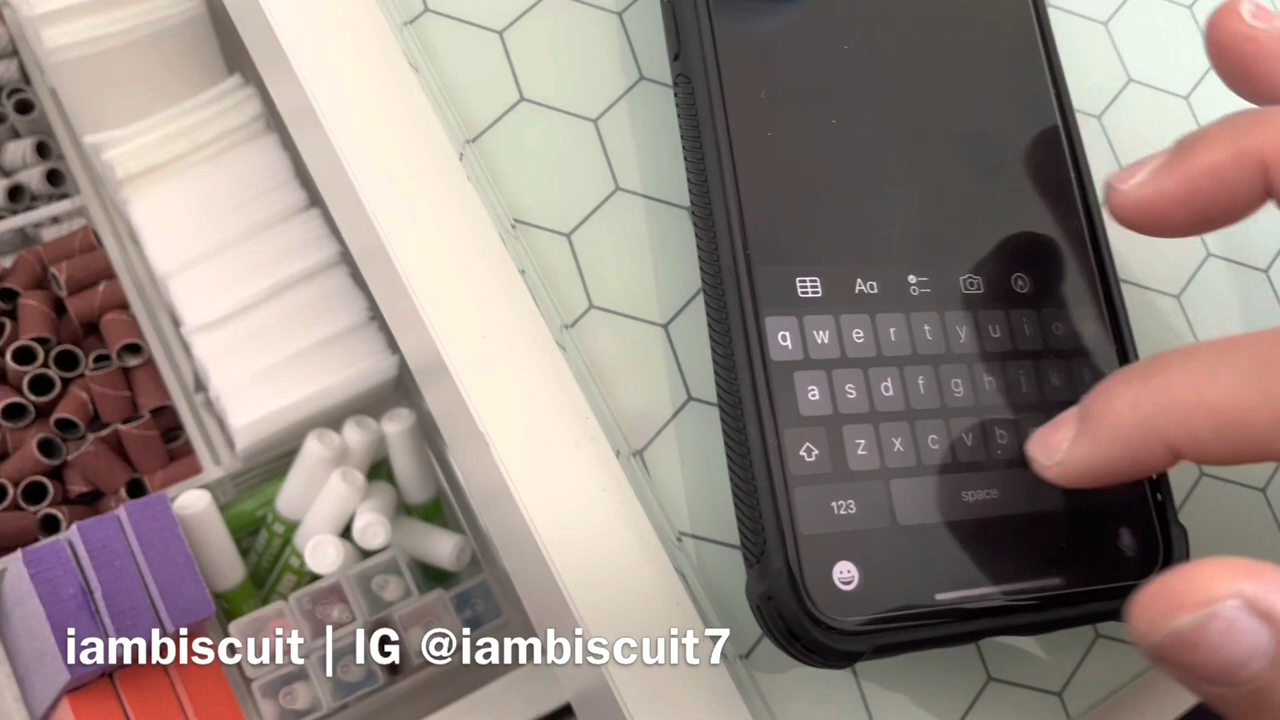 Aa
q w e r t y u i o
a s d f g h j k
z x c v b
123 space
iambiscuit | IG @iambiscuit7